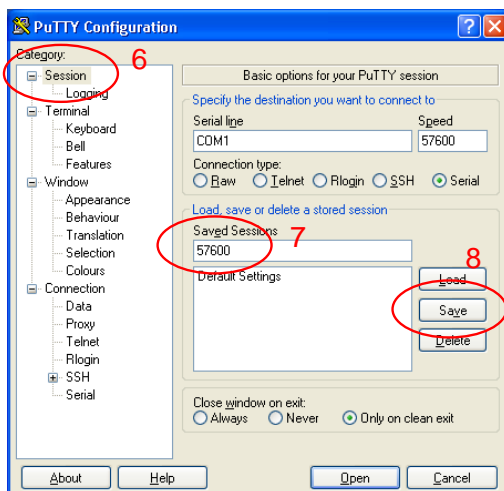 PuTTY Configuration
Category:
6
Session
Logging
Terminal
Keyboard
Bell
Features
Window
Appearance
Behaviour
Translation
Selection
Colours
Connection
Data
Proxy
Telnet
Rlogin
SSH
Serial
Basic options for your PuTTY session
Specify the destination you want to connect to
Serial line Speed
COM1 57600
Connection type:
Raw Telnet Rlogin SSH Serial
Load, save or delete a stored session
Saved Sessions 7
57600
8
Default Settings Load
Save
Delete
Close window on exit:
Always Never Only on clean exit
About Help Open Cancel